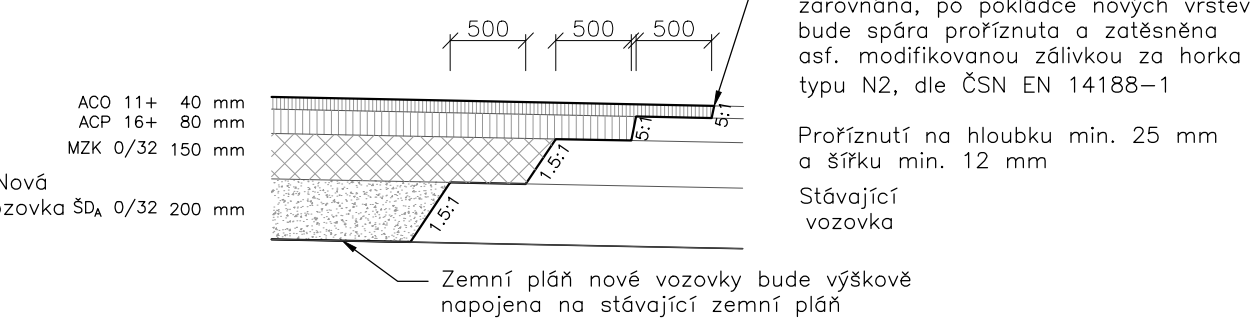 zarovnána, po pokládce nových vrstev
bude spára proříznuta a zatěsněna
asf. modifikovanou zálivkou za horka
typu N2, dle ČSN EN 14188-1
Proříznutí na hloubku min. 25 mm
a šířku min. 12 mm
Stávající
vozovka
500 500 500
ACO 11+ 40 mm
ACP 16+ 80 mm
MZK 0/32 150 mm
Nová
ozovka ŠDA 0/32 200 mm
5:1
5:1
1.5:1
1.5:1
Zemní pláň nové vozovky bude výškově
napojena na stávající zemní pláň